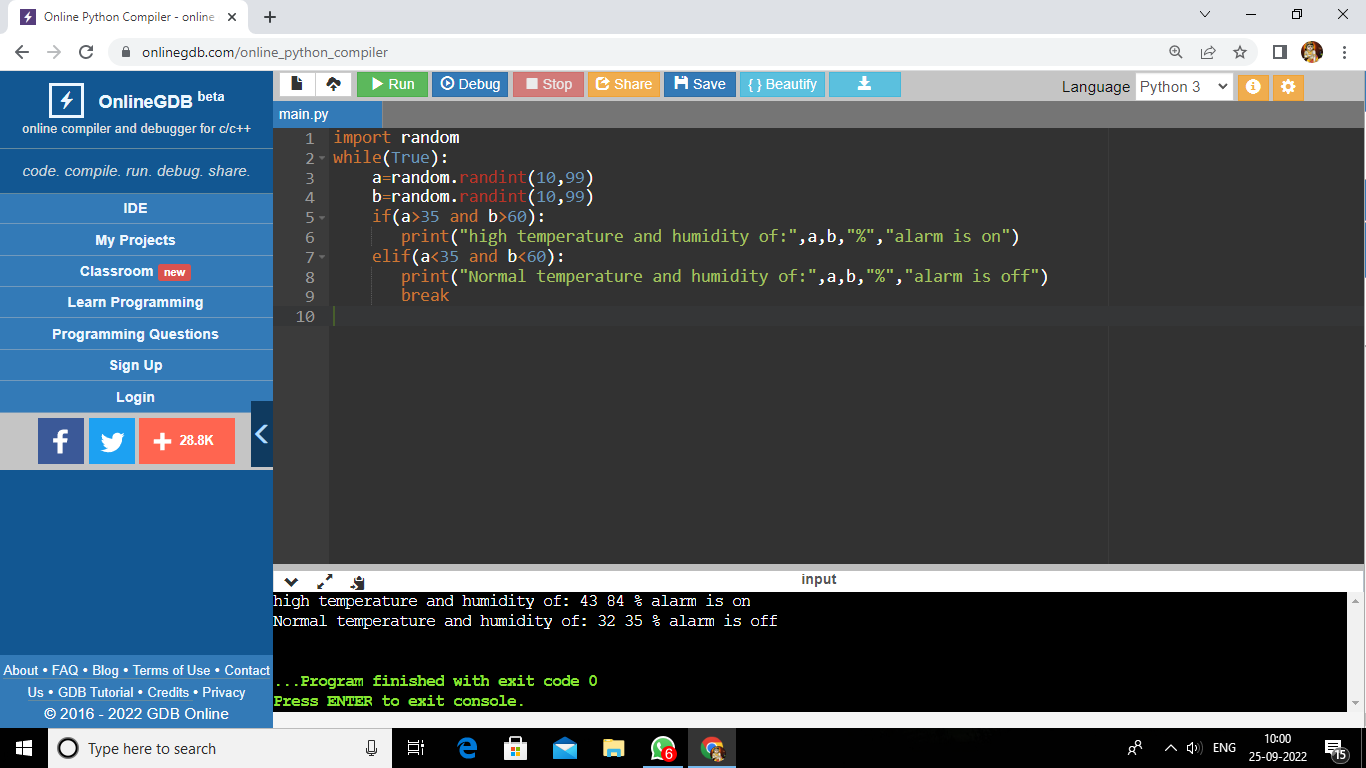 Online Python Compiler - online
onlinegdb.com/online_python_compiler
OnlineGDB beta
online compiler and debugger for c/c++
code. compile. run. debug. share.
IDE
My Projects
Classroom new
Learn Programming
Programming Questions
Sign Up
Login
28.8K
About • FAQ • Blog • Terms of Use • Contact
Us • GDB Tutorial • Credits • Privacy
© 2016 - 2022 GDB Online
Run Debug Stop Share Save { } Beautify
Language Python 3
main.py
1 import random
2 while(True):
3 a=random.randint(10,99)
4 b=random.randint(10,99)
5 if(a>35 and b>60):
6 print("high temperature and humidity of:",a,b,"%","alarm is on")
7 elif(a<35 and b<60):
8 print("Normal temperature and humidity of:",a,b,"%","alarm is off")
9 break
10
input
high temperature and humidity of: 43 84 % alarm is on
Normal temperature and humidity of: 32 35 % alarm is off
...Program finished with exit code 0
Press ENTER to exit console.
Type here to search
6
ENG
10:00
25-09-2022
15